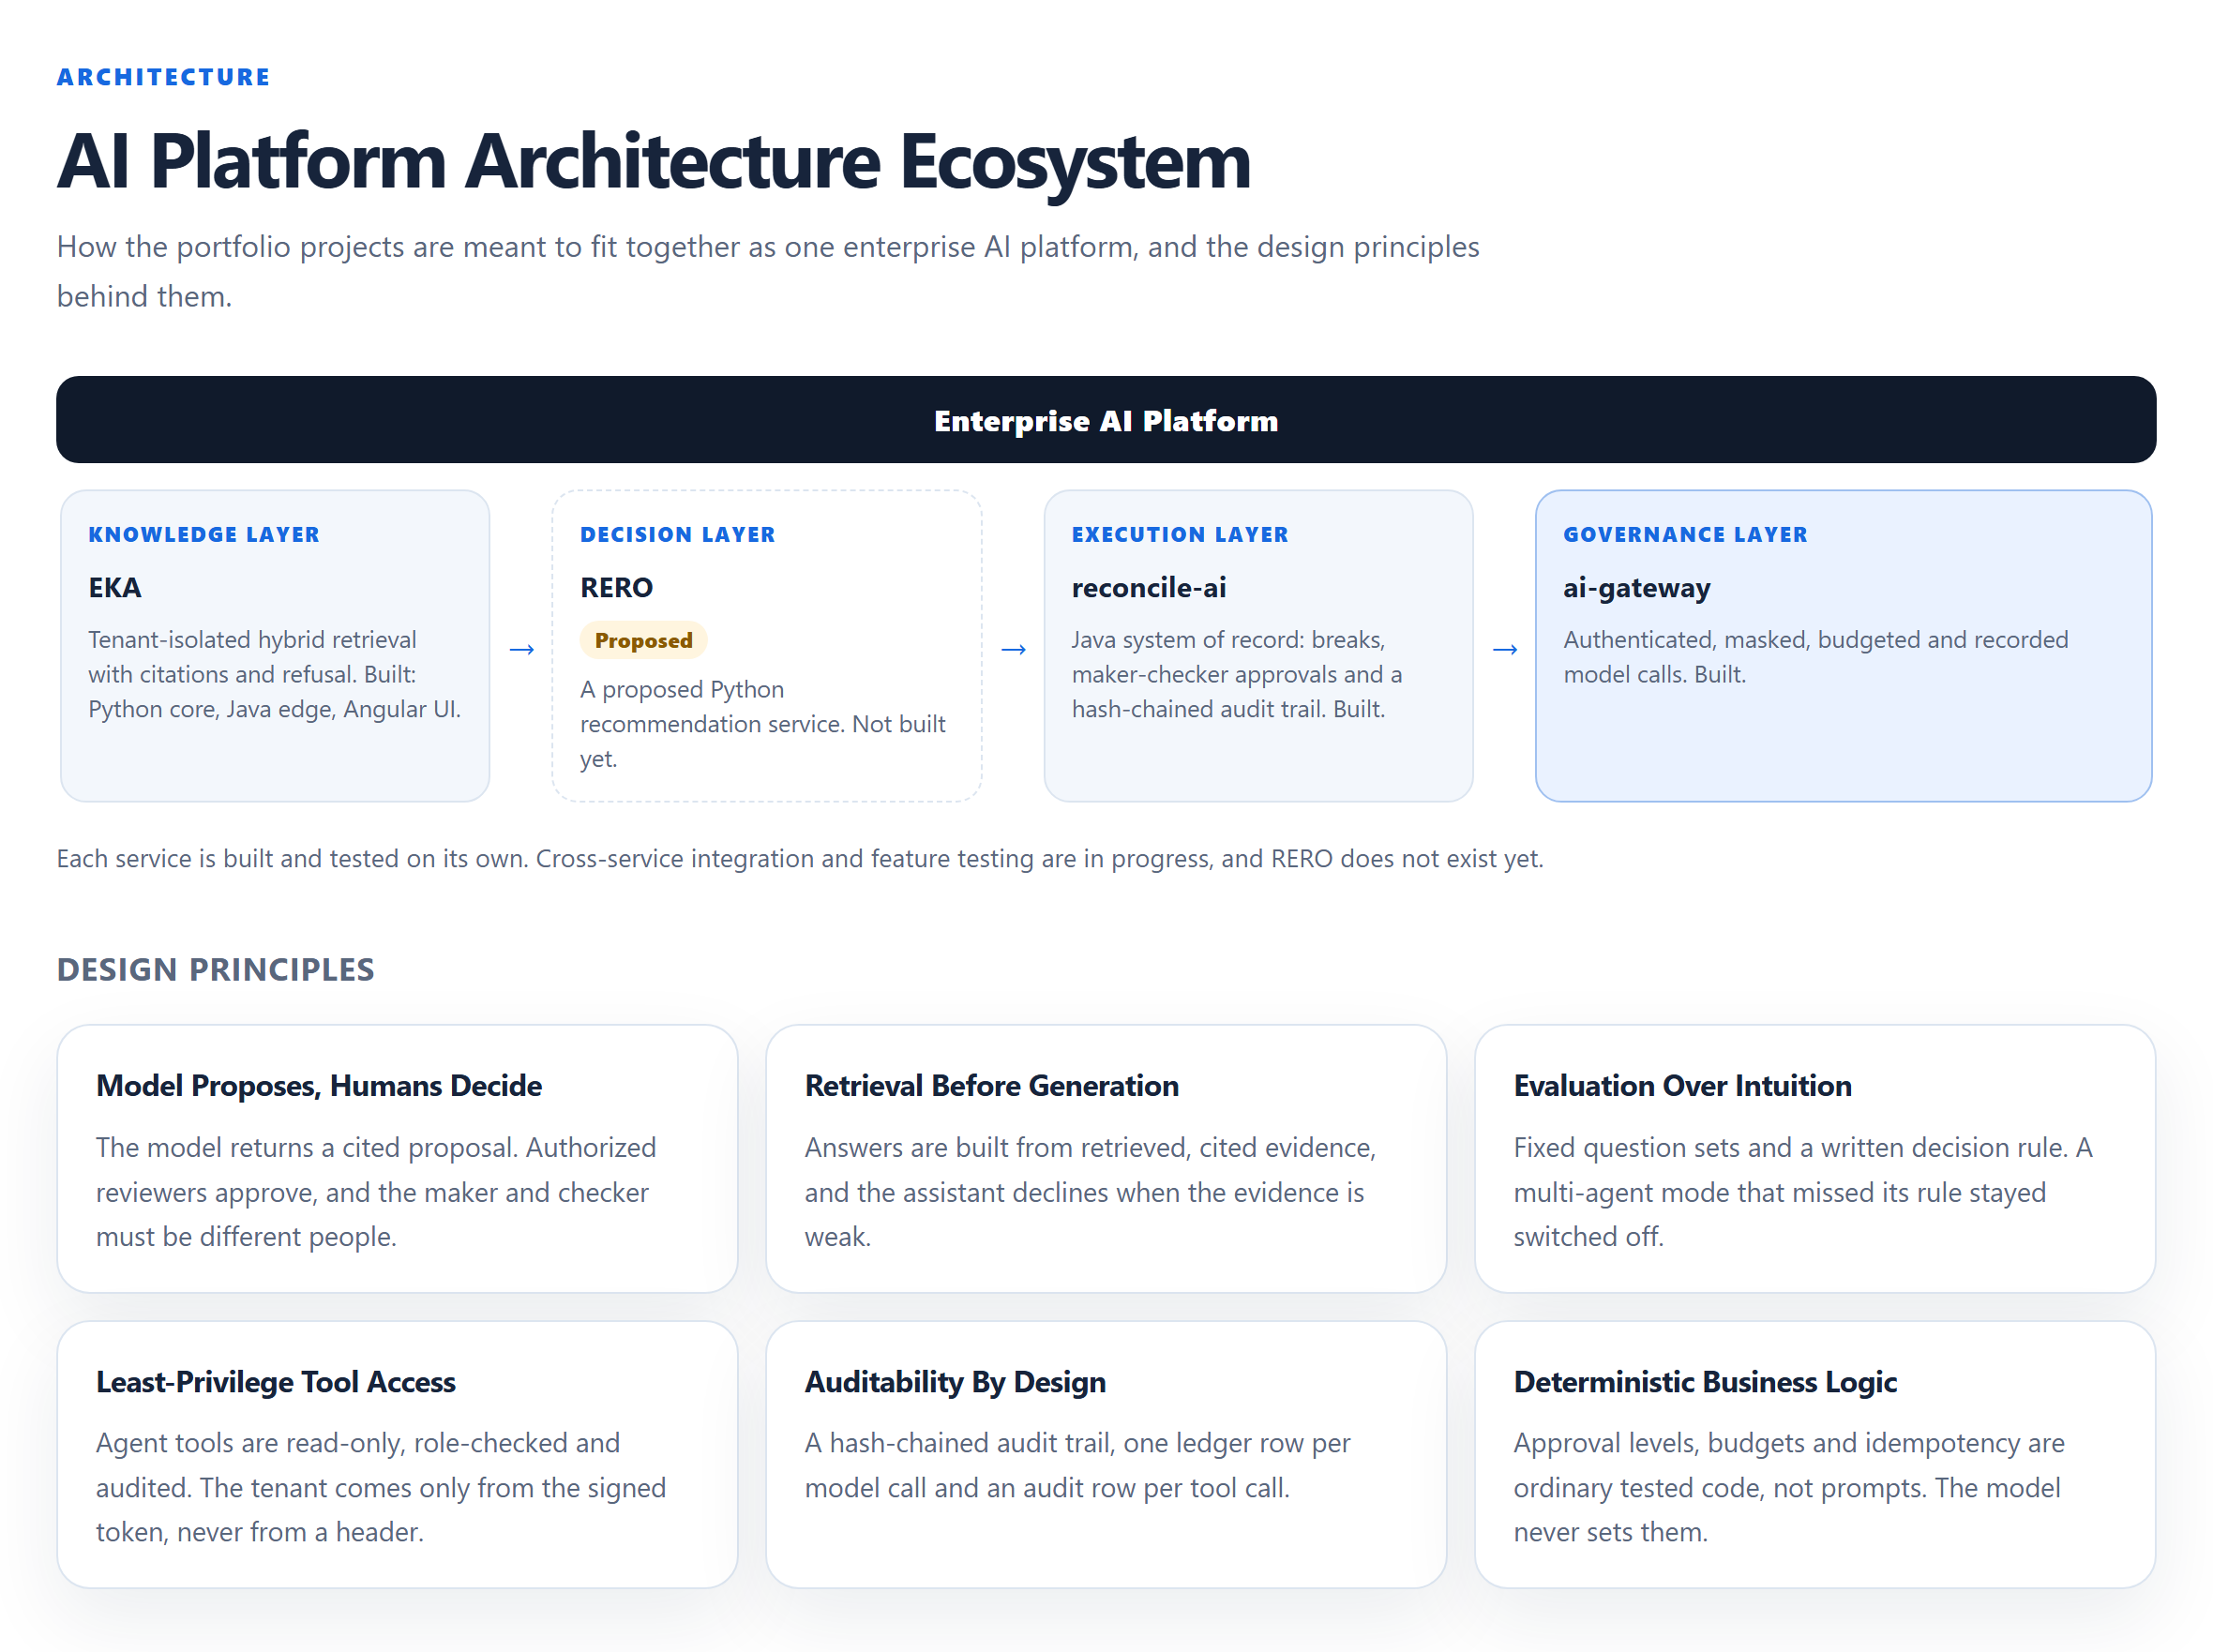 ARCHITECTURE
AI Platform Architecture Ecosystem
How the portfolio projects are meant to fit together as one enterprise AI platform, and the design principles
behind them.
Enterprise AI Platform
KNOWLEDGE LAYER
EKA
Tenant-isolated hybrid retrieval
with citations and refusal. Built:
Python core, Java edge, Angular UI.
→
DECISION LAYER
RERO
Proposed
A proposed Python
recommendation service. Not built
yet.
→
EXECUTION LAYER
reconcile-ai
Java system of record: breaks,
maker-checker approvals and a
hash-chained audit trail. Built.
→
GOVERNANCE LAYER
ai-gateway
Authenticated, masked, budgeted and recorded
model calls. Built.
Each service is built and tested on its own. Cross-service integration and feature testing are in progress, and RERO does not exist yet.
DESIGN PRINCIPLES
Model Proposes, Humans Decide
The model returns a cited proposal. Authorized
reviewers approve, and the maker and checker
must be different people.
Retrieval Before Generation
Answers are built from retrieved, cited evidence,
and the assistant declines when the evidence is
weak.
Evaluation Over Intuition
Fixed question sets and a written decision rule. A
multi-agent mode that missed its rule stayed
switched off.
Least-Privilege Tool Access
Agent tools are read-only, role-checked and
audited. The tenant comes only from the signed
token, never from a header.
Auditability By Design
A hash-chained audit trail, one ledger row per
model call and an audit row per tool call.
Deterministic Business Logic
Approval levels, budgets and idempotency are
ordinary tested code, not prompts. The model
never sets them.